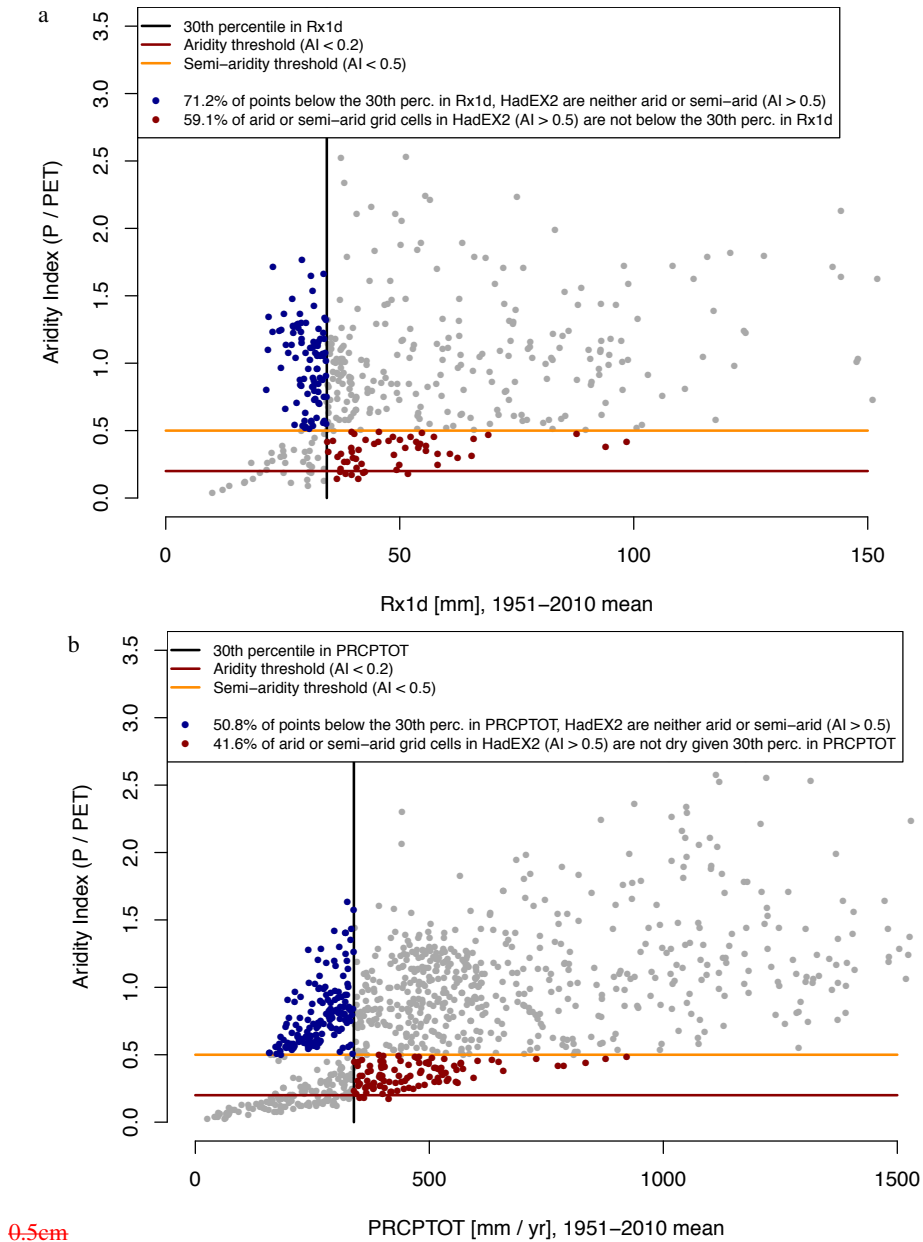 a
30th percentile in Rx1d
Aridity threshold (AI < 0.2)
Semi−aridity threshold (AI < 0.5)
71.2% of points below the 30th perc. in Rx1d, HadEX2 are neither arid or semi−arid (AI > 0.5)
59.1% of arid or semi−arid grid cells in HadEX2 (AI > 0.5) are not below the 30th perc. in Rx1d
3.5
3.0
2.5
2.0
1.5
1.0
0.5
0.0
Aridity Index (P / PET)
0 50 100 150
Rx1d [mm], 1951−2010 mean
b
30th percentile in PRCPTOT
Aridity threshold (AI < 0.2)
Semi−aridity threshold (AI < 0.5)
50.8% of points below the 30th perc. in PRCPTOT, HadEX2 are neither arid or semi−arid (AI > 0.5)
41.6% of arid or semi−arid grid cells in HadEX2 (AI > 0.5) are not dry given 30th perc. in PRCPTOT
3.5
3.0
2.5
2.0
1.5
1.0
0.5
0.0
Aridity Index (P / PET)
0 500 1000 1500
PRCPTOT [mm / yr], 1951−2010 mean
0.5cm